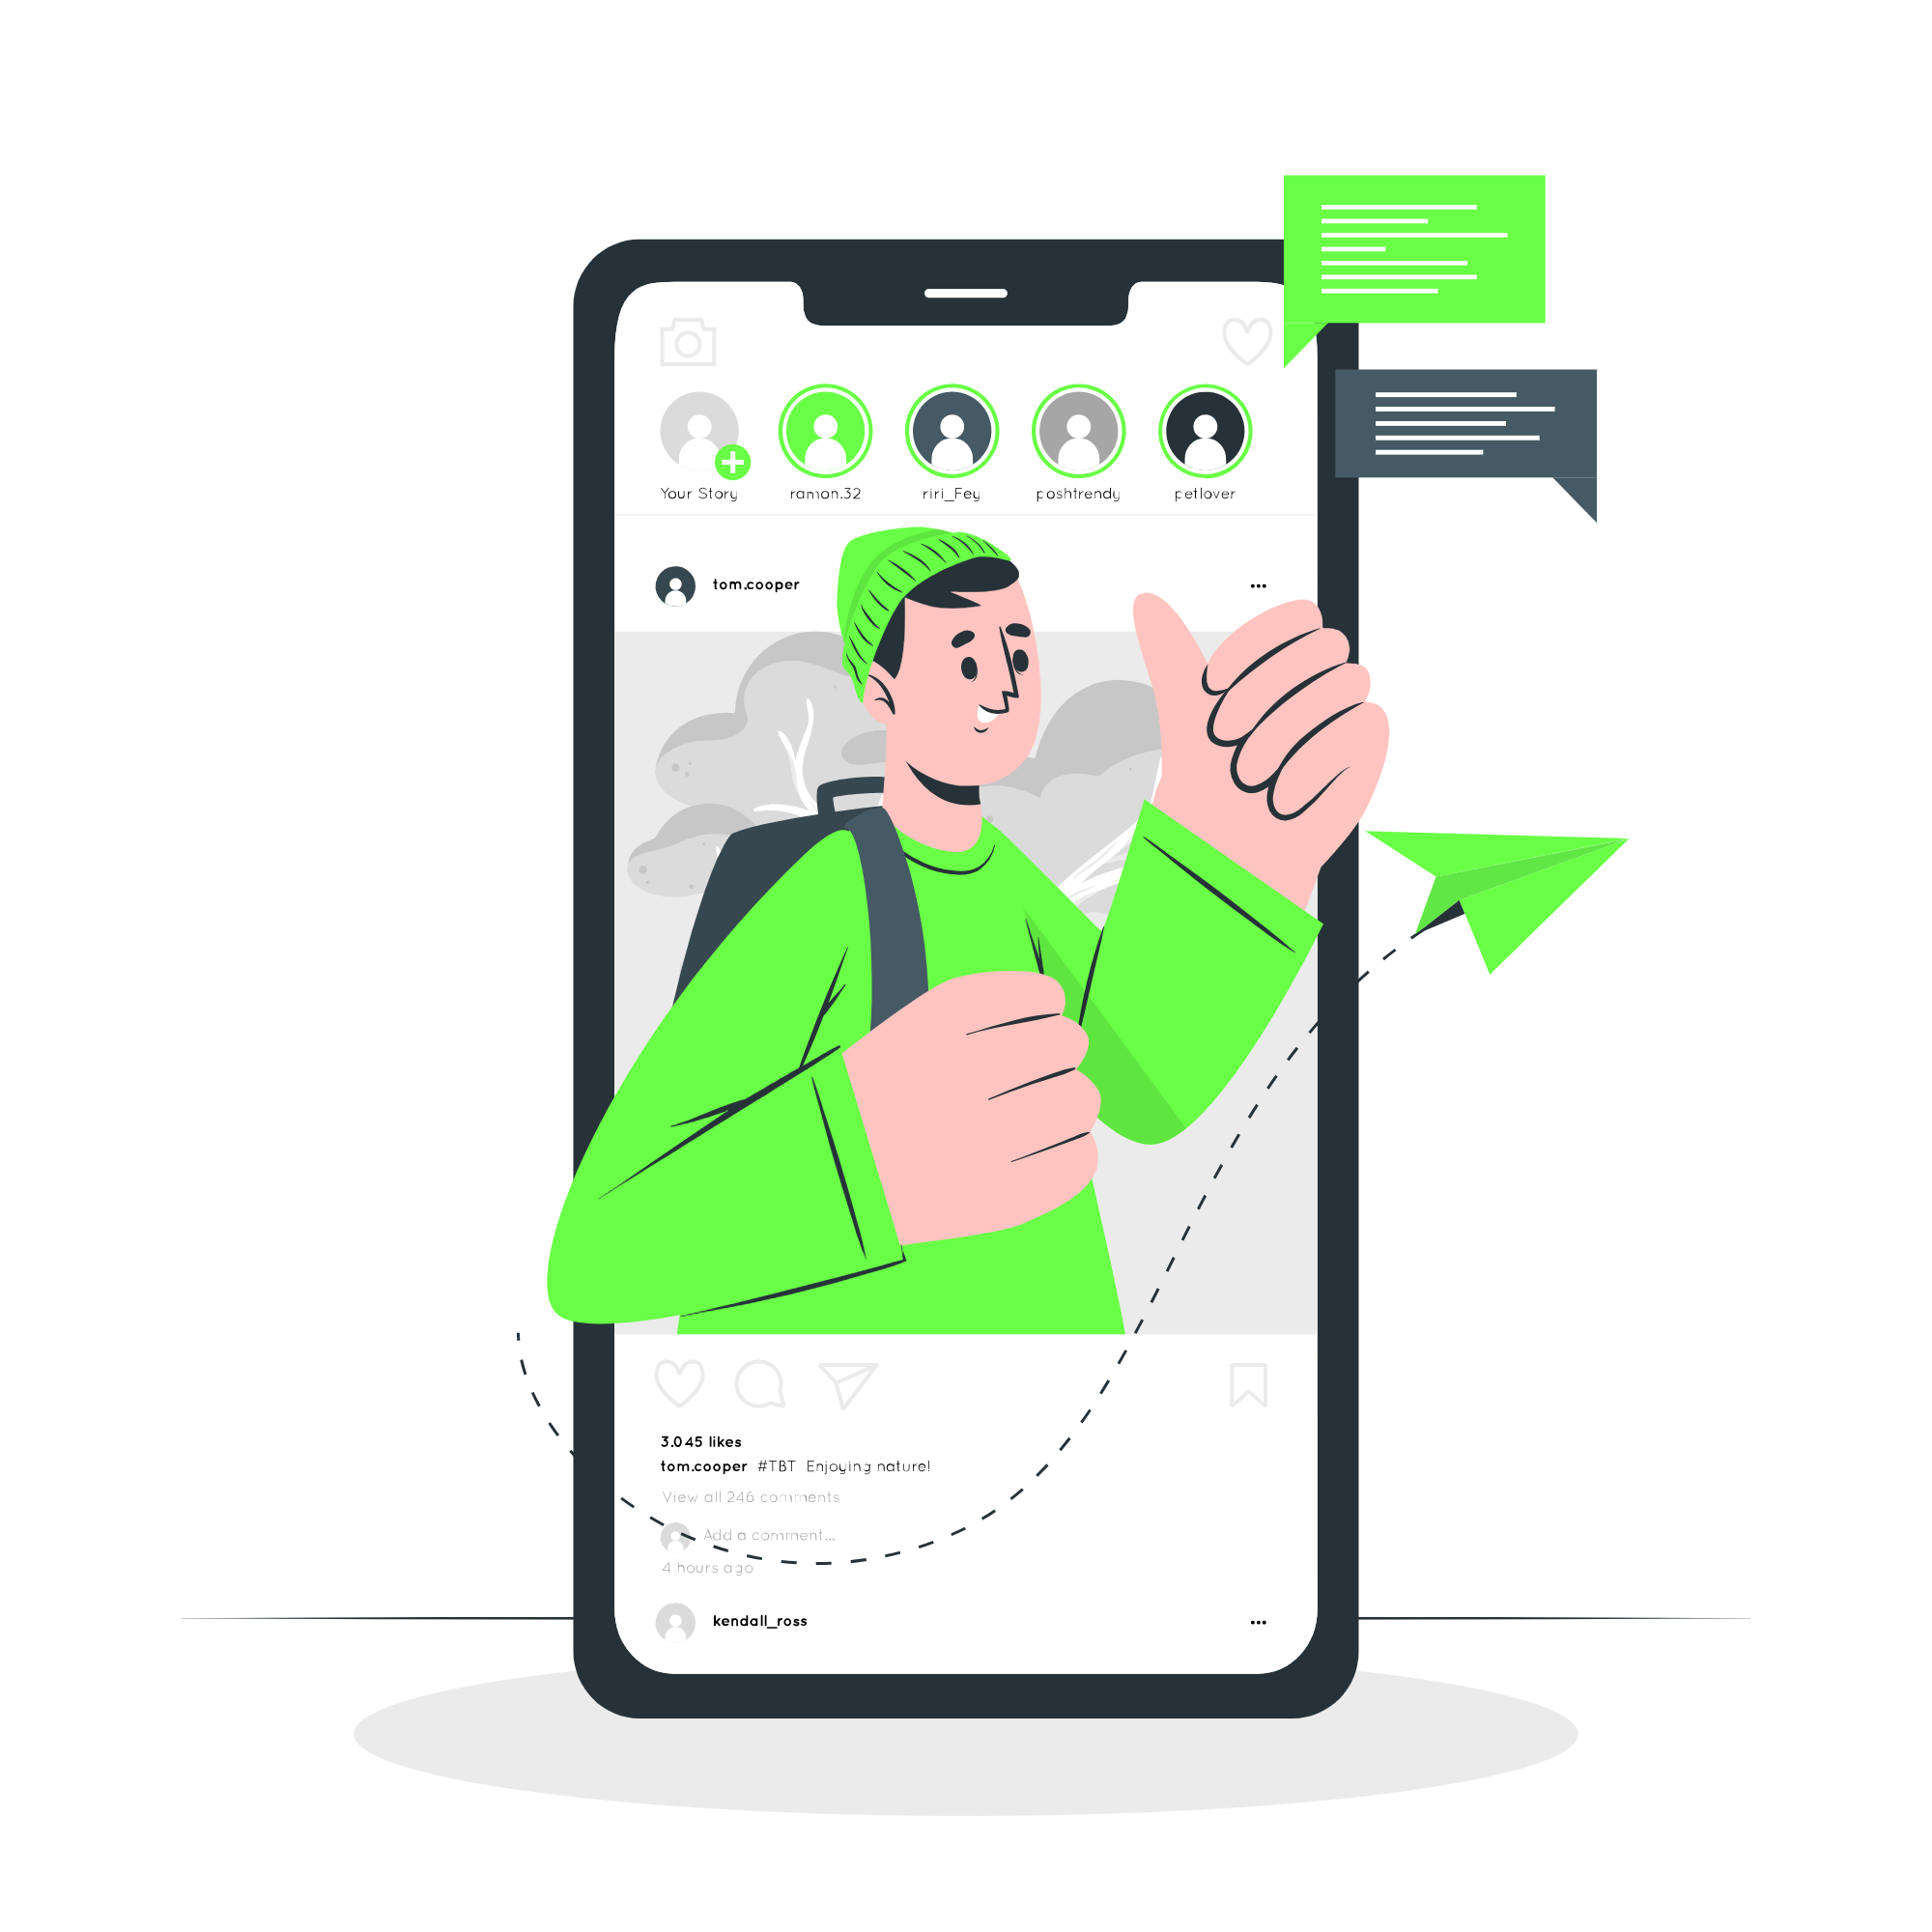 Your Story ramon.32 riri_Fey poshtrendy petlover
tom.cooper
3.045 likes
tom.cooper #TBT Enjoying nature!
View all 246 comments
Add a comment...
4 hours ago
kendall_ross